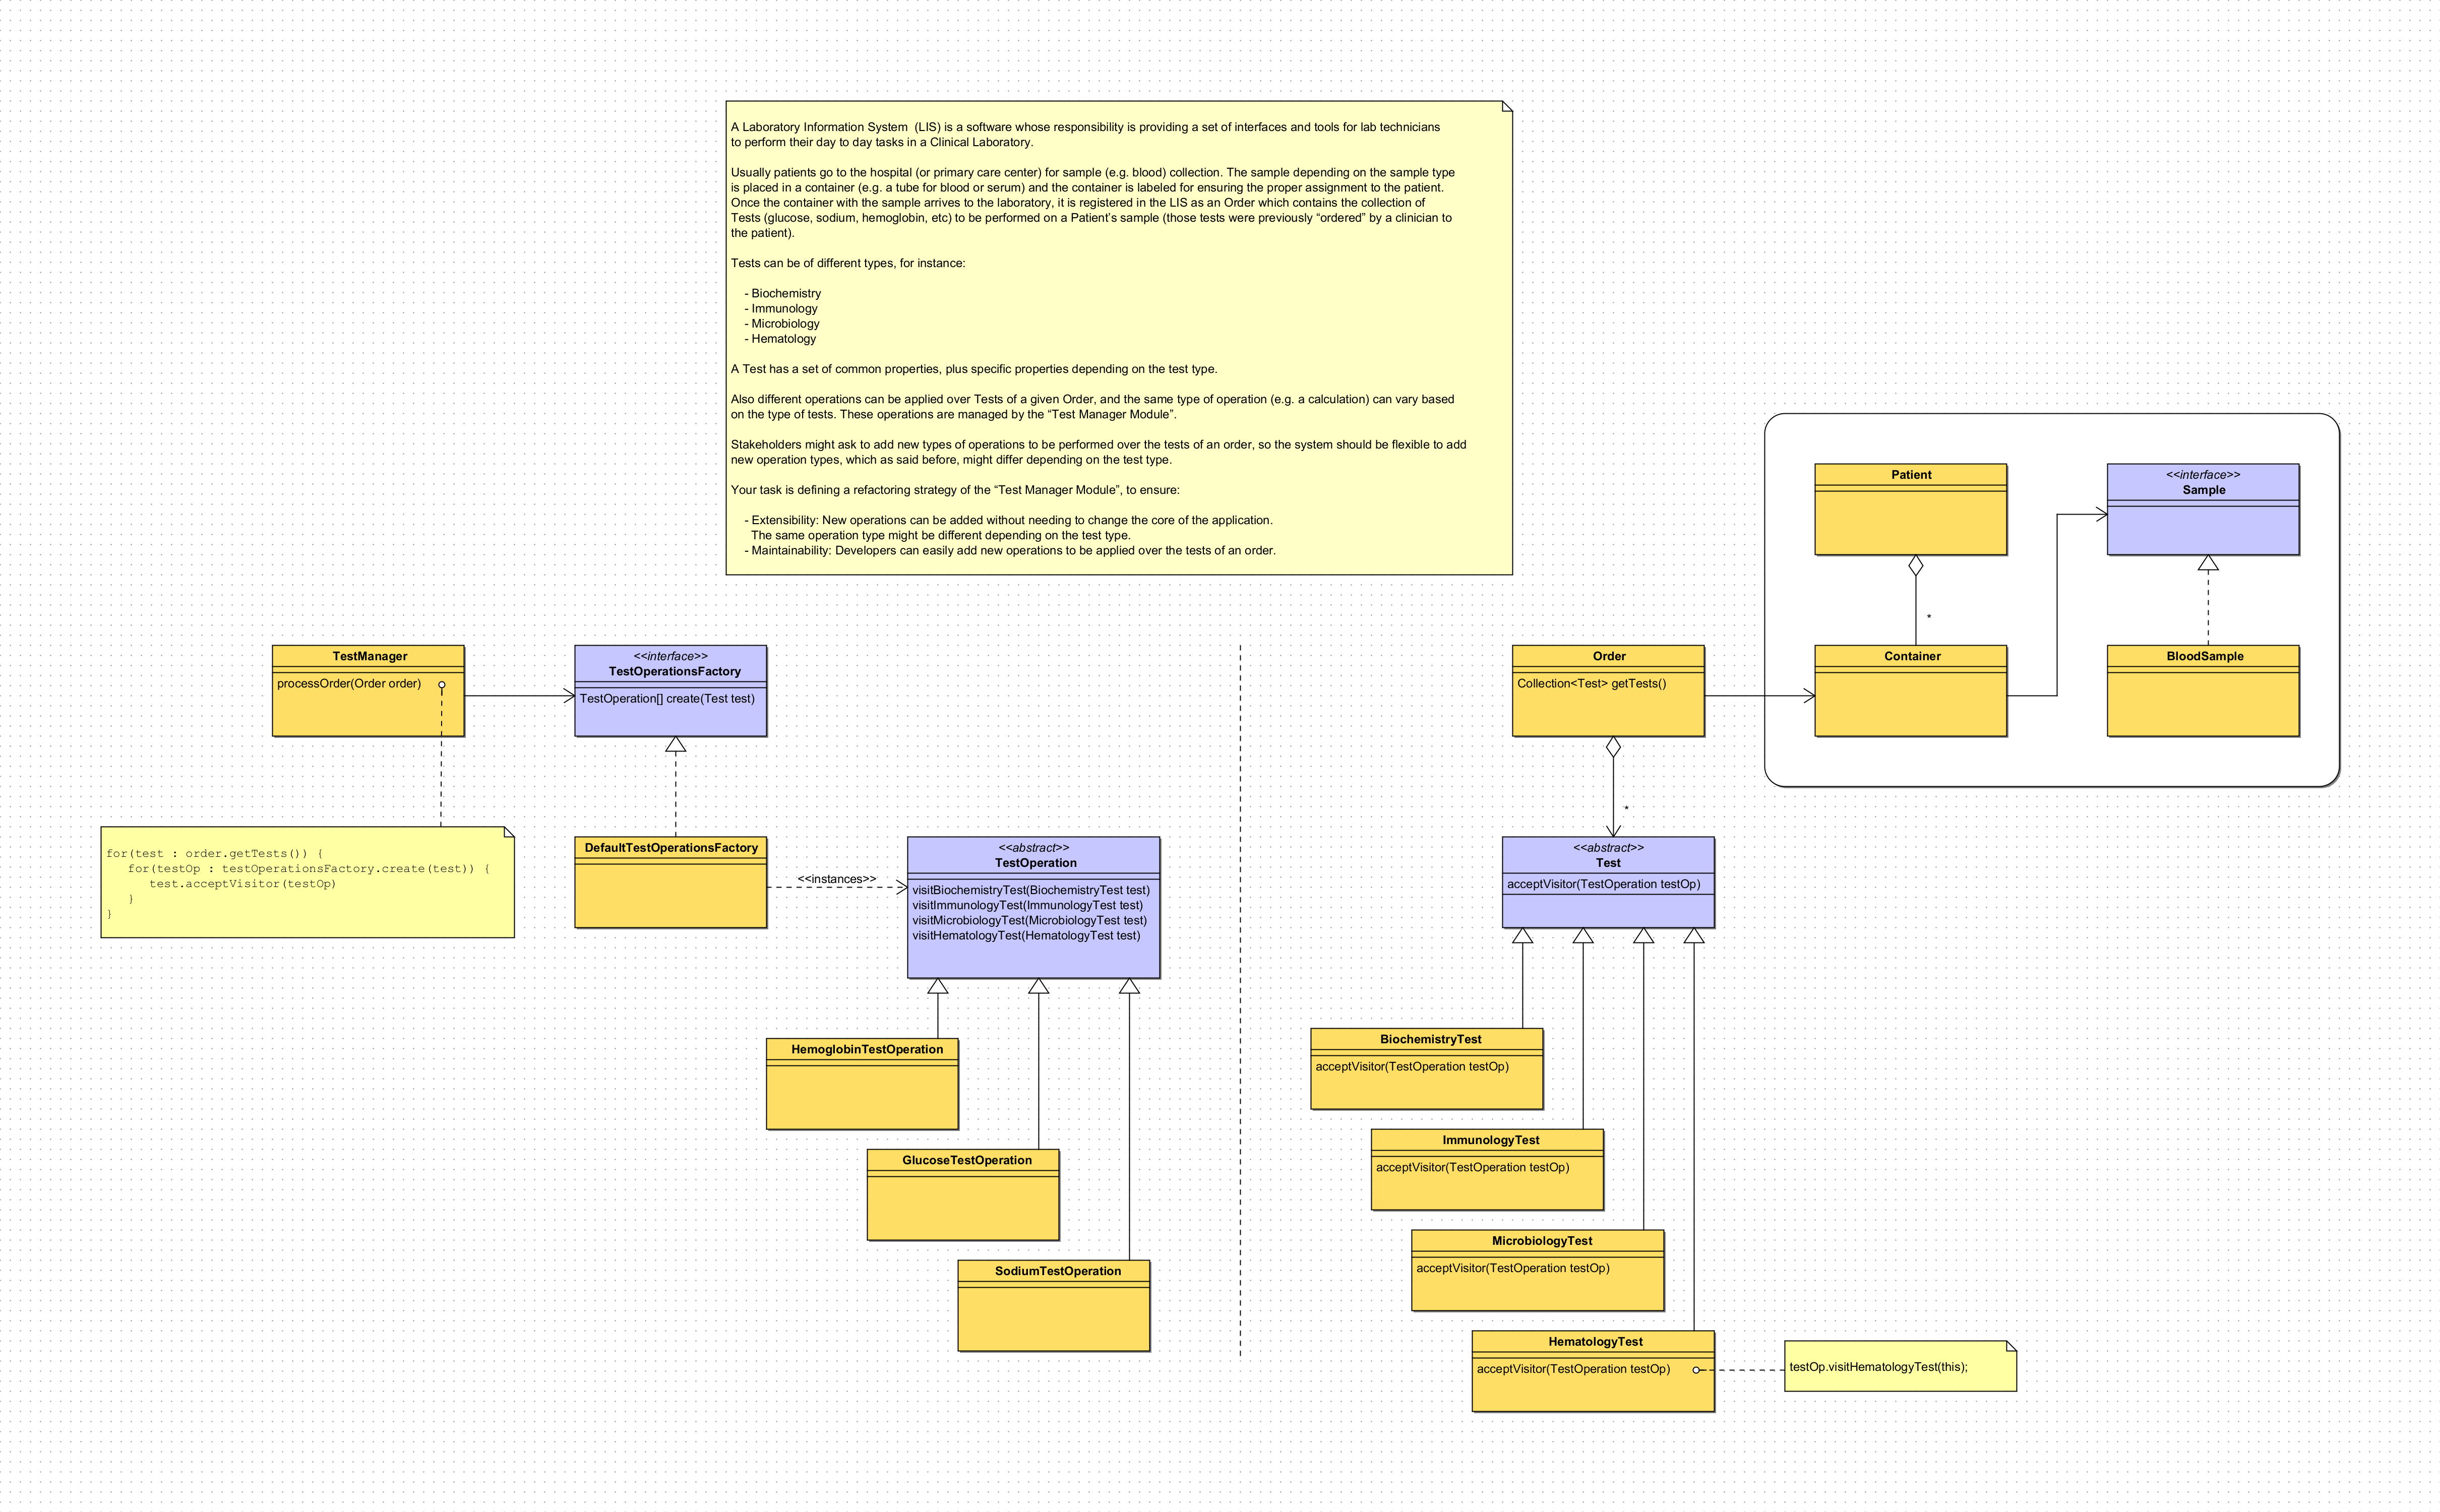 A Laboratory Information System  (LIS) is a software whose responsibility is providing a set of interfaces and tools for lab technicians
to perform their day to day tasks in a Clinical Laboratory.
Usually patients go to the hospital (or primary care center) for sample (e.g. blood) collection. The sample depending on the sample type
is placed in a container (e.g. a tube for blood or serum) and the container is labeled for ensuring the proper assignment to the patient.
Once the container with the sample arrives to the laboratory, it is registered in the LIS as an Order which contains the collection of
Tests (glucose, sodium, hemoglobin, etc) to be performed on a Patient's sample (those tests were previously “ordered” by a clinician to
the patient).
Tests can be of different types, for instance:
- Biochemistry
- Immunology
- Microbiology
- Hematology
A Test has a set of common properties, plus specific properties depending on the test type.
Also different operations can be applied over Tests of a given Order, and the same type of operation (e.g. a calculation) can vary based
on the type of tests. These operations are managed by the “Test Manager Module”.
Stakeholders might ask to add new types of operations to be performed over the tests of an order, so the system should be flexible to add
new operation types, which as said before, might differ depending on the test type.
Your task is defining a refactoring strategy of the “Test Manager Module”, to ensure:
- Extensibility: New operations can be added without needing to change the core of the application.
The same operation type might be different depending on the test type.
- Maintainability: Developers can easily add new operations to be applied over the tests of an order.
Patient
<<interface>>
Sample
*
TestManager
processOrder(Order order)
<<interface>>
TestOperationsFactory
TestOperation[] create(Test test)
Order
Collection<Test> getTests()
Container
BloodSample
*
for(test : order.getTests()) {
for(testOp : testOperationsFactory.create(test)) {
test.acceptVisitor(testOp)
}
}
DefaultTestOperationsFactory
<<instances>>
<<abstract>>
TestOperation
visitBiochemistryTest(BiochemistryTest test)
visitImmunologyTest(ImmunologyTest test)
visitMicrobiologyTest(MicrobiologyTest test)
visitHematologyTest(HematologyTest test)
<<abstract>>
Test
acceptVisitor(TestOperation testOp)
HemoglobinTestOperation
GlucoseTestOperation
SodiumTestOperation
BiochemistryTest
acceptVisitor(TestOperation testOp)
ImmunologyTest
acceptVisitor(TestOperation testOp)
MicrobiologyTest
acceptVisitor(TestOperation testOp)
HematologyTest
acceptVisitor(TestOperation testOp)
testOp.visitHematologyTest(this);